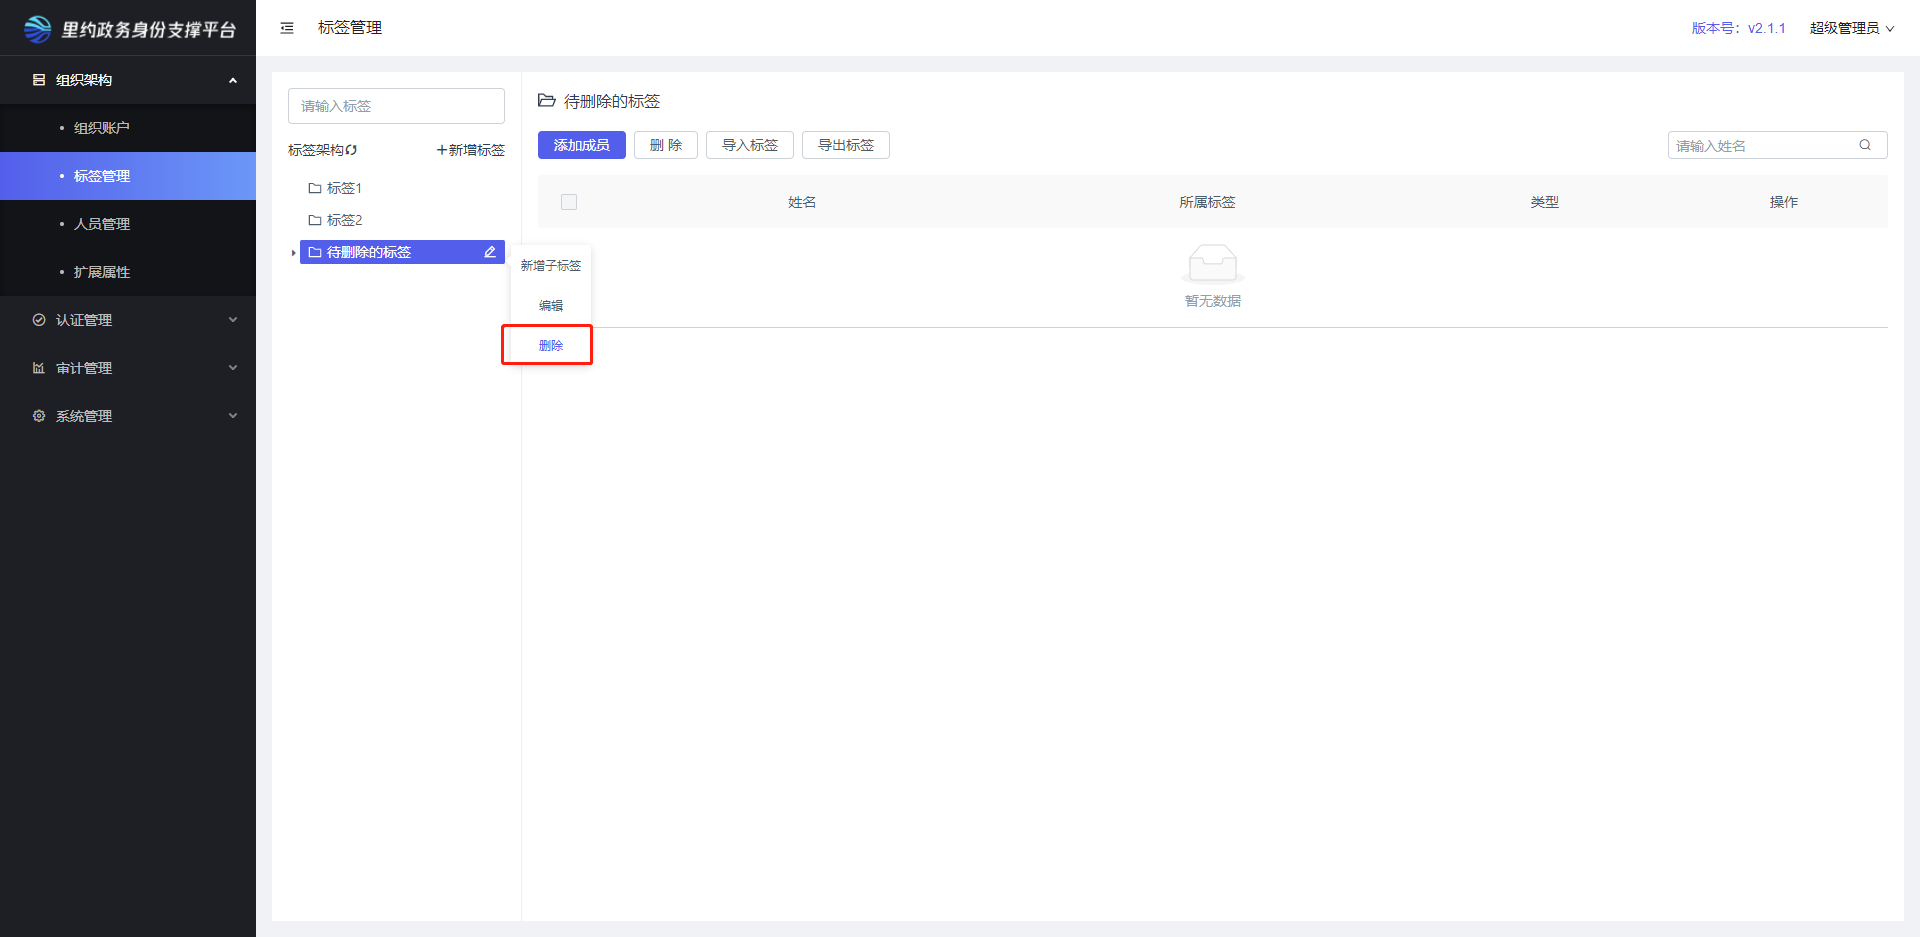 里约政务身份支撑平台
标签管理
版本号：v2.1.1
超级管理员
组织架构
组织账户
标签管理
人员管理
扩展属性
认证管理
审计管理
系统管理
请输入标签
标签架构
+新增标签
标签1
标签2
待删除的标签
新增子标签
编辑
删除
待删除的标签
添加成员
删 除
导入标签
导出标签
请输入姓名
姓名
所属标签
类型
操作
暂无数据